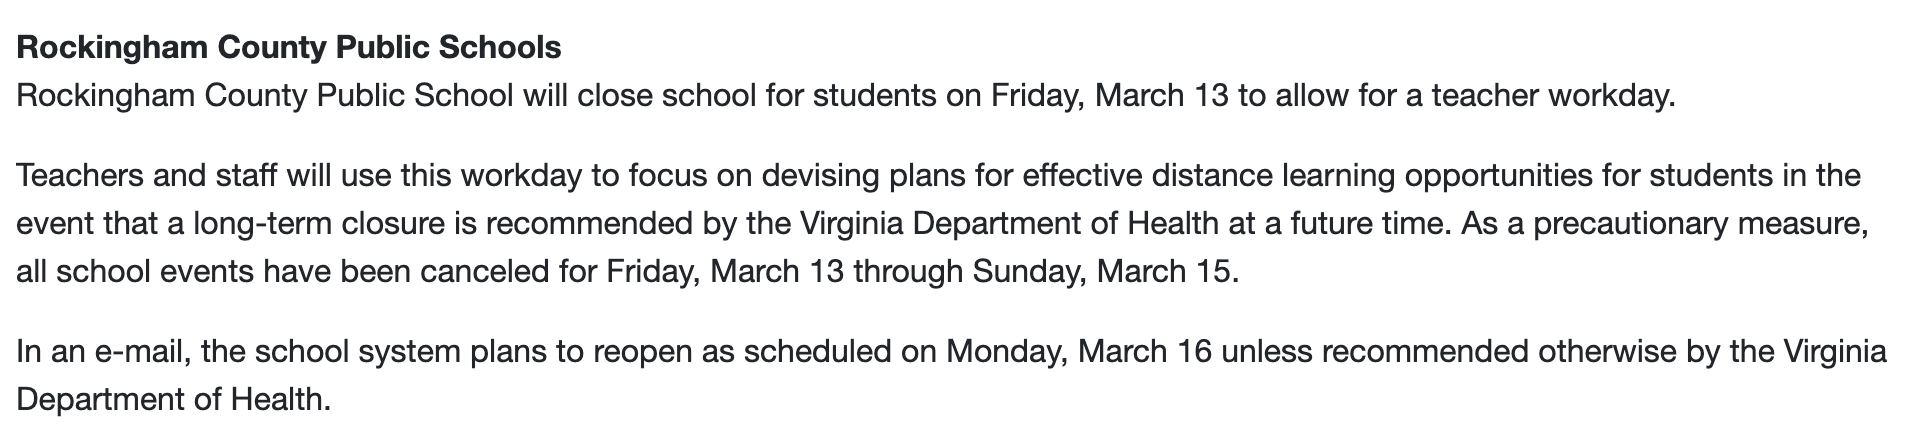 Rockingham County Public Schools
Rockingham County Public School will close school for students on Friday, March 13 to allow for a teacher workday.
Teachers and staff will use this workday to focus on devising plans for effective distance learning opportunities for students in the
event that a long-term closure is recommended by the Virginia Department of Health at a future time. As a precautionary measure,
all school events have been canceled for Friday, March 13 through Sunday, March 15.
In an e-mail, the school system plans to reopen as scheduled on Monday, March 16 unless recommended otherwise by the Virginia
Department of Health.